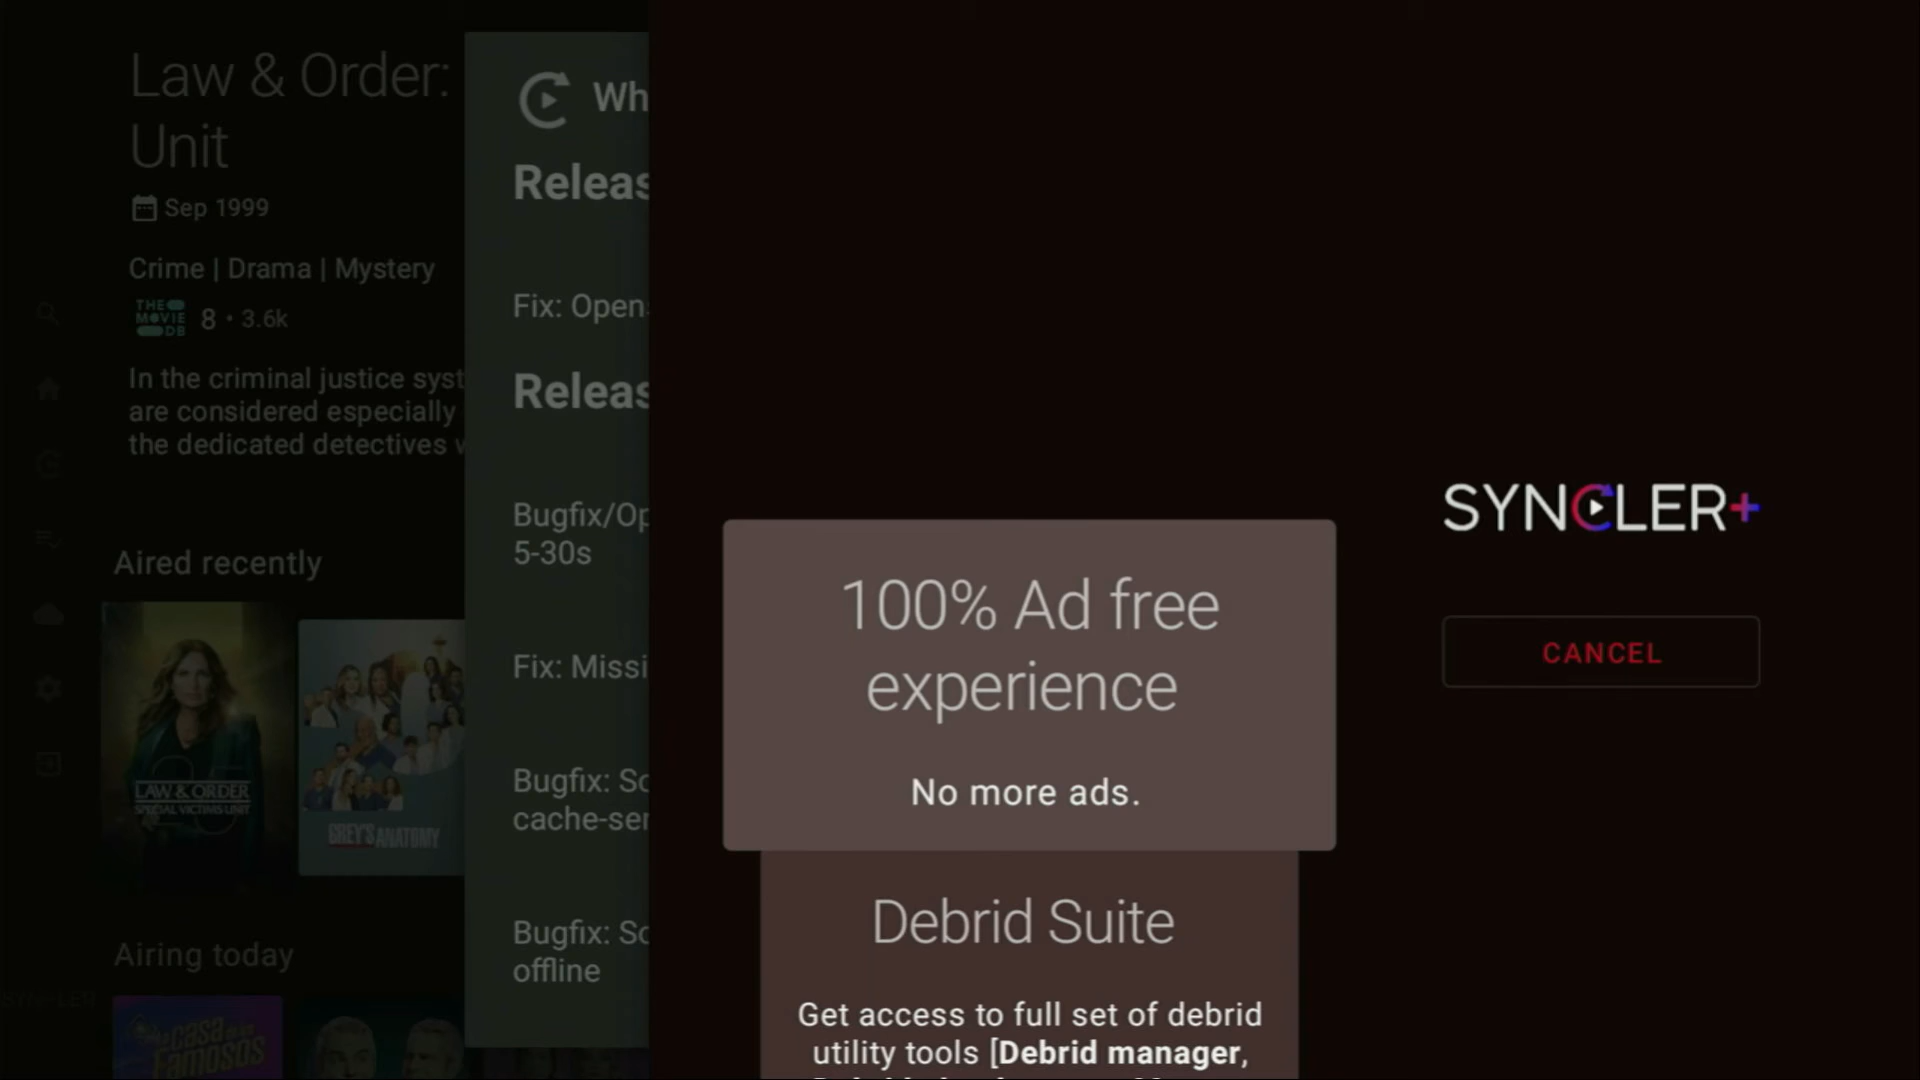 Law & Order:
Unit
Sep 1999
Crime | Drama | Mystery
THE MOVIE DB
8 • 3.6k
In the criminal justice syst
are considered especially
the dedicated detectives
Aired recently
LAW & ORDER
SPECIAL VICTIMS UNIT
GREY'S ANATOMY
Airing today
la casa
Famosos
Wh
Releas
Fix: Open
Releas
Bugfix/Op
5-30s
Fix: Missi
Bugfix: Sc
cache-ser
Bugfix: Sc
offline
100% Ad free
experience
No more ads.
Debrid Suite
Get access to full set of debrid
utility tools [Debrid manager,
SYNCLER+
CANCEL